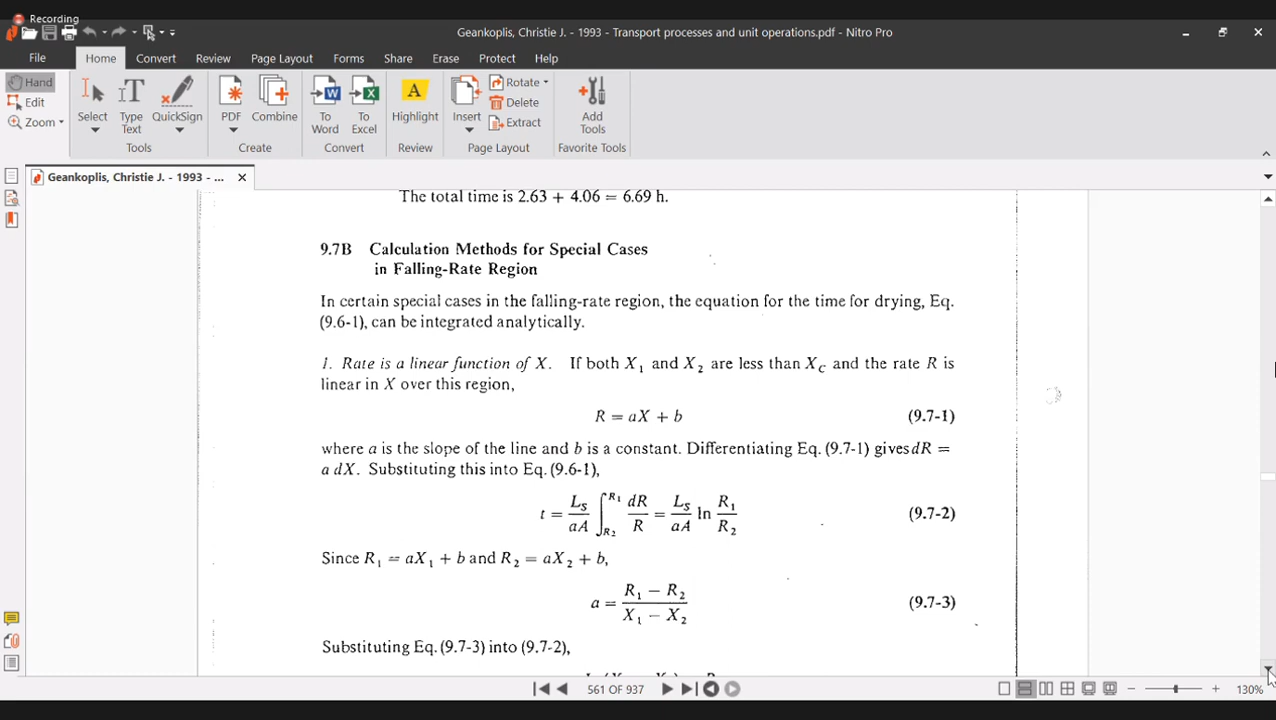 Recording
Geankoplis, Christie J. - 1993 - Transport processes and unit operations.pdf - Nitro Pro
File Home Convert Review Page Layout Forms Share Erase Protect Help
Hand
Edit
Zoom
Select
Type Text
QuickSign
PDF
Combine
To Word
To Excel
Highlight
Insert
Rotate
Delete
Extract
Add Tools
Tools Create Convert Review Page Layout Favorite Tools
Geankoplis, Christie J. - 1993 - ...
The total time is 2.63 + 4.06 = 6.69 h.
9.7B Calculation Methods for Special Cases
in Falling-Rate Region
In certain special cases in the falling-rate region, the equation for the time for drying, Eq.
(9.6-1), can be integrated analytically.
1. Rate is a linear function of X. If both X₁ and X₂ are less than X_C and the rate R is
linear in X over this region,
R = aX + b (9.7-1)
where a is the slope of the line and b is a constant. Differentiating Eq. (9.7-1) gives dR =
a dX. Substituting this into Eq. (9.6-1),
t = L_S/aA ∫_{R₂}^{R₁} dR/R = L_S/aA ln R₁/R₂ (9.7-2)
Since R₁ = aX₁ + b and R₂ = aX₂ + b,
a = (R₁ − R₂)/(X₁ − X₂) (9.7-3)
Substituting Eq. (9.7-3) into (9.7-2),
561 OF 937
130%